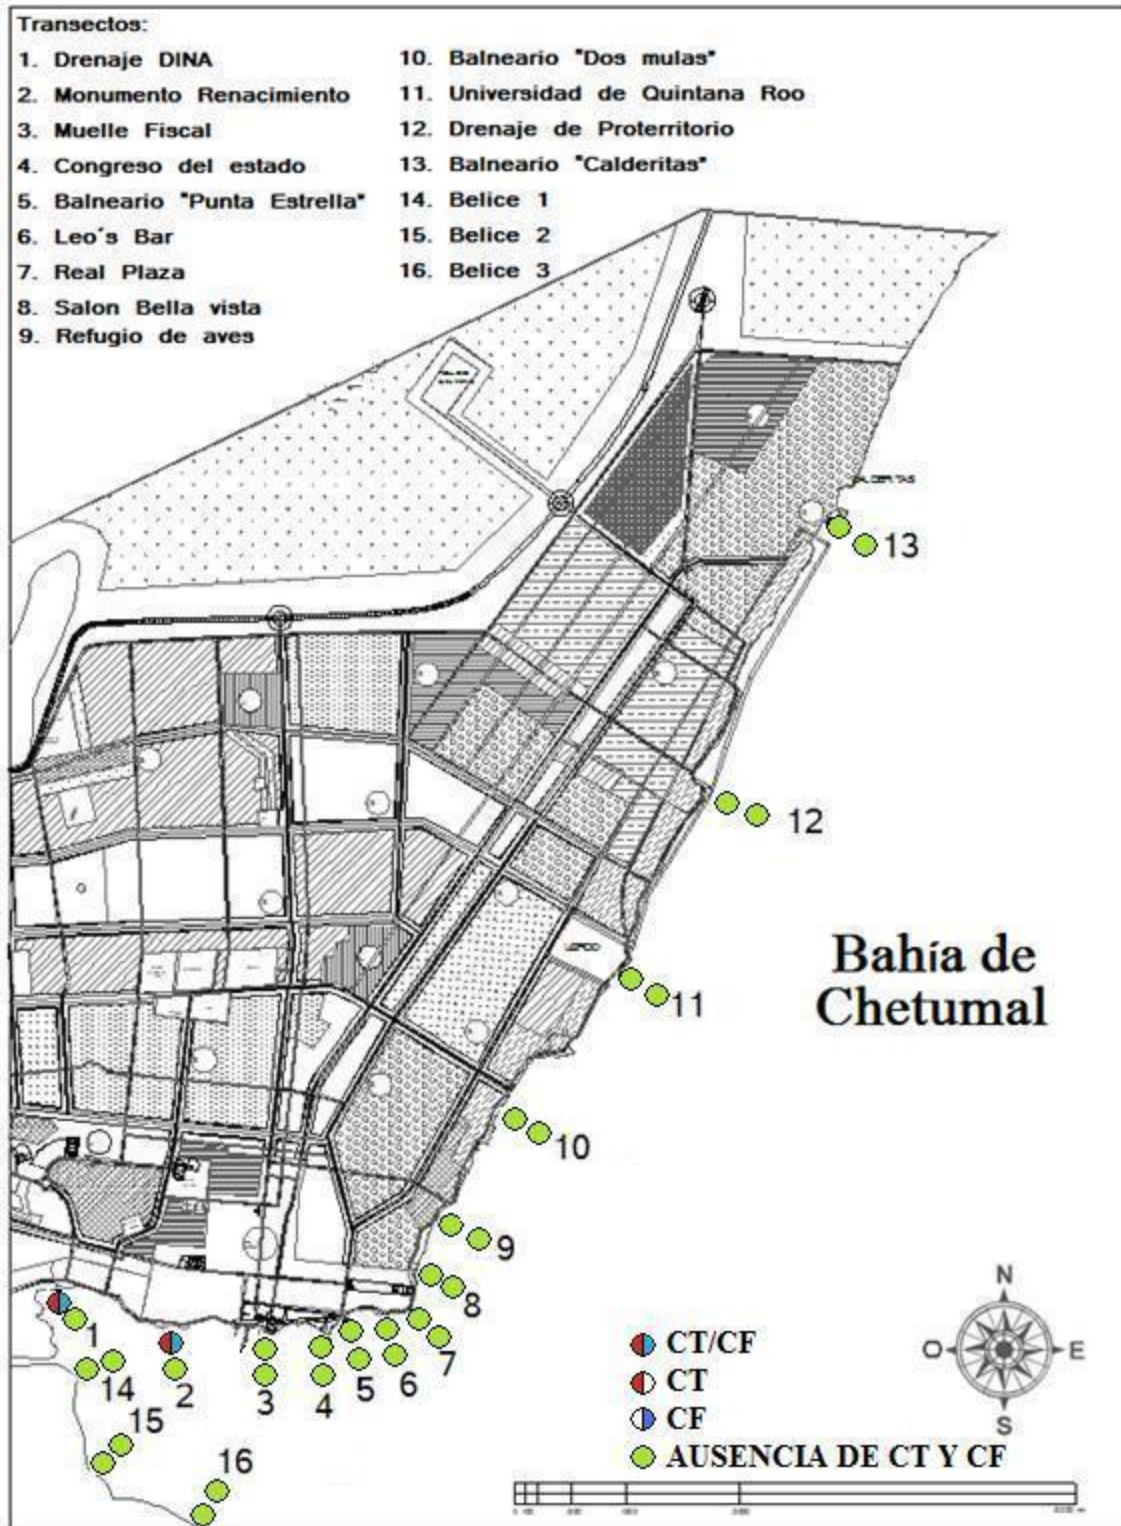 Transectos:
1. Drenaje DINA
2. Monumento Renacimiento
3. Muelle Fiscal
4. Congreso del estado
5. Balneario "Punta Estrella"
6. Leo´s Bar
7. Real Plaza
8. Salon Bella vista
9. Refugio de aves
10. Balneario "Dos mulas"
11. Universidad de Quintana Roo
12. Drenaje de Proterritorio
13. Balneario "Calderitas"
14. Belice 1
15. Belice 2
16. Belice 3
13
12
Bahía de
Chetumal
11
10
9
8
7
1
14
2
3
4
5
6
15
16
N
O
E
S
CT/CF
CT
CF
AUSENCIA DE CT Y CF